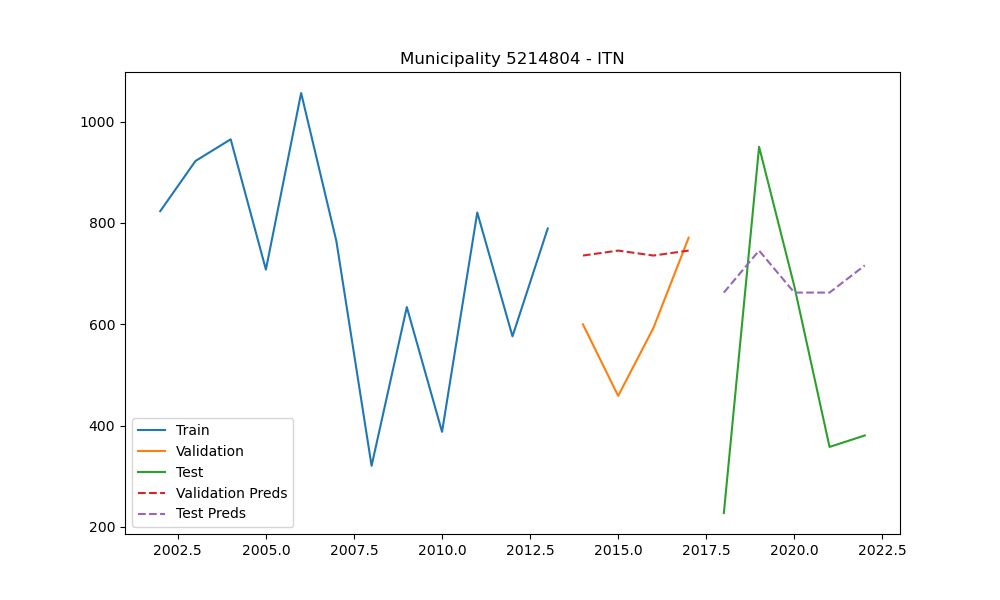 Municipality 5214804 - ITN
1000
800
600
400
200
Train
Validation
Test
Validation Preds
Test Preds
2002.5 2005.0 2007.5 2010.0 2012.5 2015.0 2017.5 2020.0 2022.5